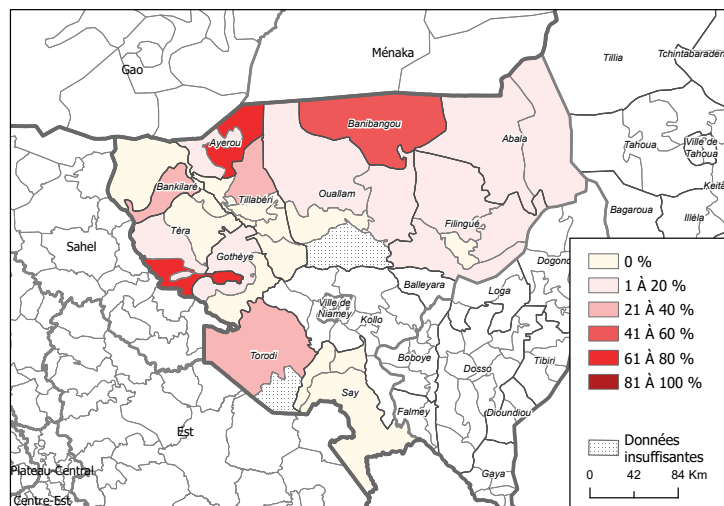 Gao
Ménaka
Tillia
Tchintabaraden
Ayerou
Banibangou
Abala
Tahoua
Ville de
Tahoua
Keita
Bankilaré
Tillabéri
Ouallam
Filingué
Bagaroua
Illéla
Sahel
Téra
Gothèye
Dogond
Balleyara
Loga
Ville de
Niamey
Kollo
Torodi
Boboye
Dosso
Tibiri
Say
Falmey
Dioundiou
Est
Gaya
Plateau-Central
Centre-Est
0 %
1 À 20 %
21 À 40 %
41 À 60 %
61 À 80 %
81 À 100 %
Données
insuffisantes
0 42 84 Km